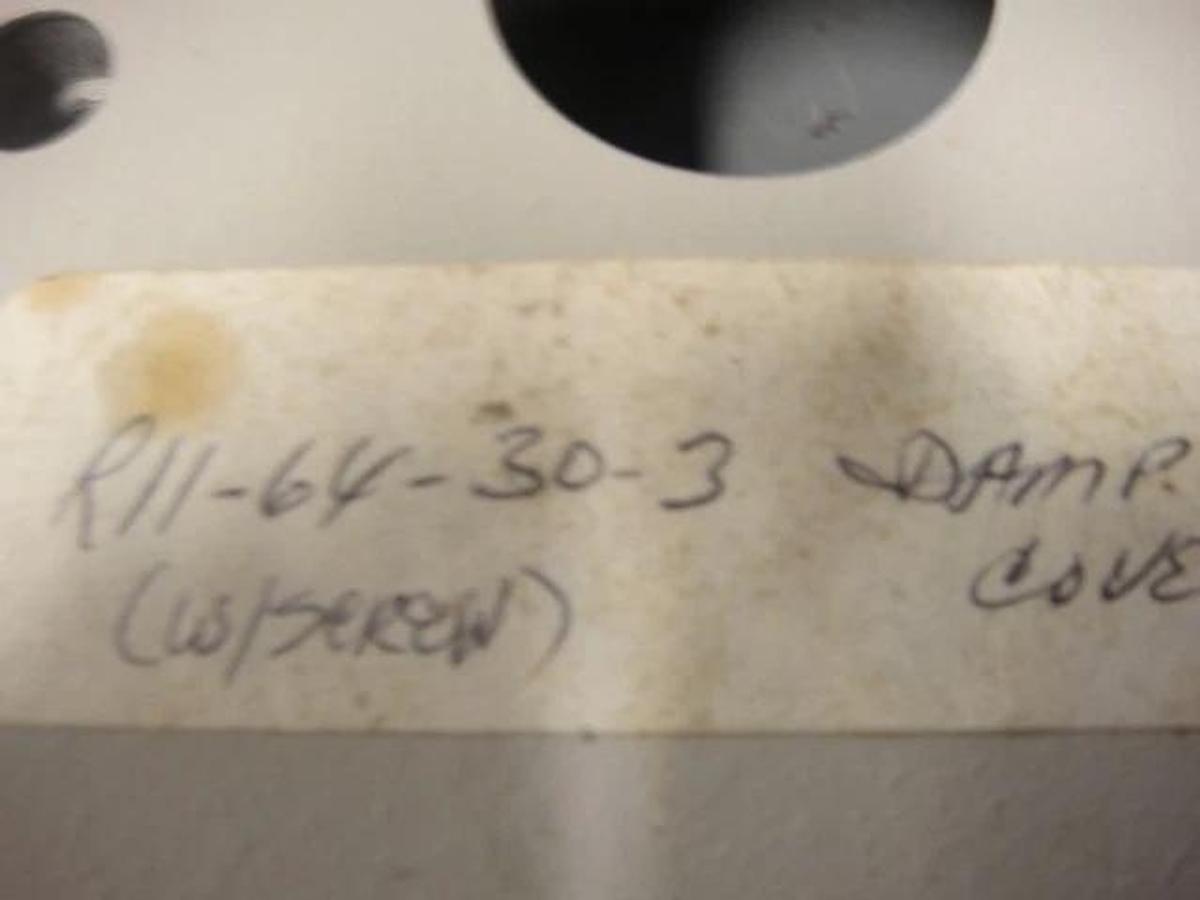 R11-64-30-3 DAMP.
(W/SCREW) COVE